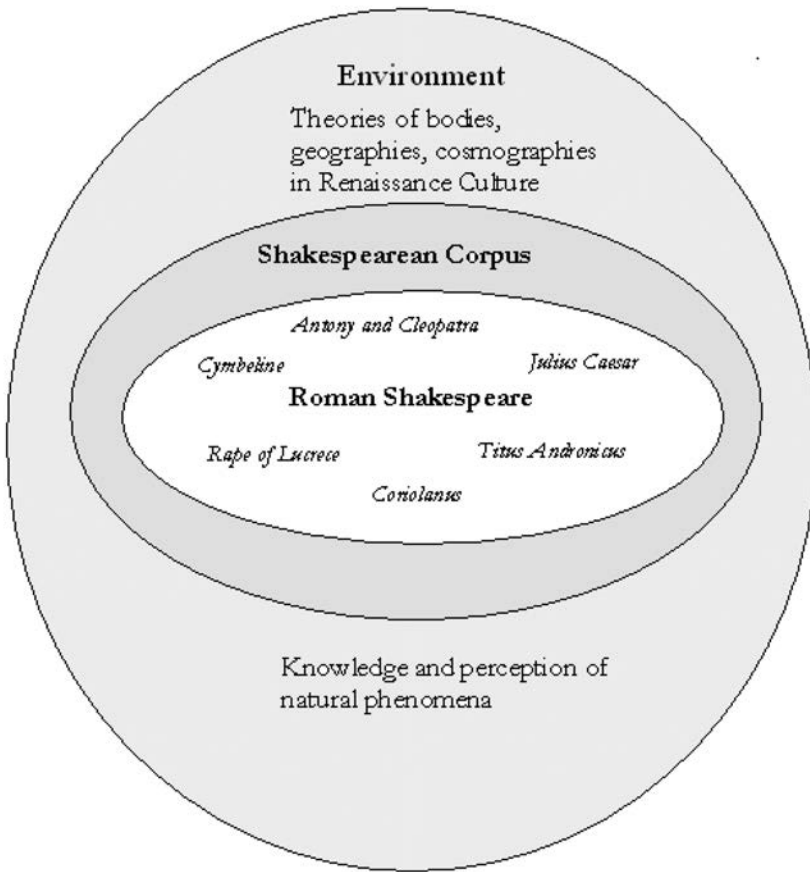 Environment
Theories of bodies,
geographies, cosmographies
in Renaissance Culture
Shakespearean Corpus
Antony and Cleopatra
Cymbeline
Julius Caesar
Roman Shakespeare
Rape of Lucrece
Titus Andronicus
Coriolanus
Knowledge and perception of
natural phenomena